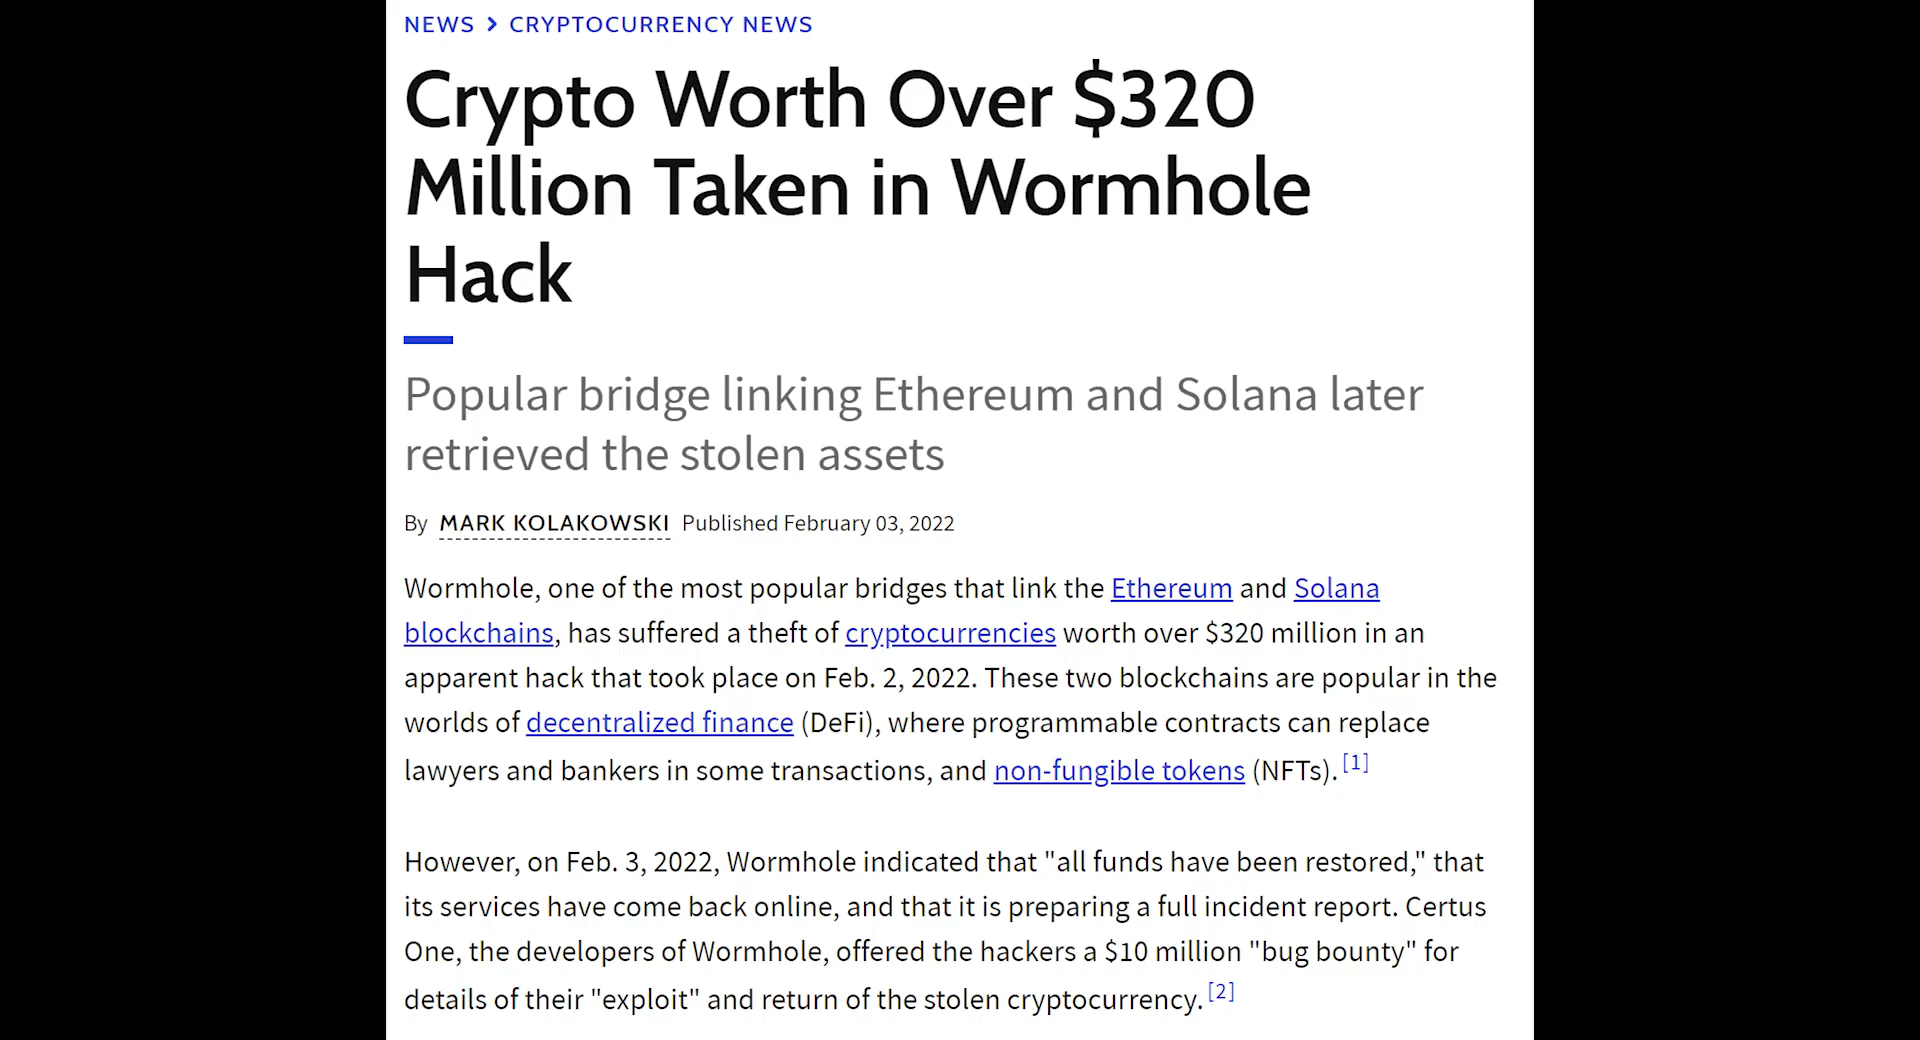 NEWS > CRYPTOCURRENCY NEWS
Crypto Worth Over $320
Million Taken in Wormhole
Hack
Popular bridge linking Ethereum and Solana later
retrieved the stolen assets
By MARK KOLAKOWSKI Published February 03, 2022
Wormhole, one of the most popular bridges that link the Ethereum and Solana
blockchains, has suffered a theft of cryptocurrencies worth over $320 million in an
apparent hack that took place on Feb. 2, 2022. These two blockchains are popular in the
worlds of decentralized finance (DeFi), where programmable contracts can replace
lawyers and bankers in some transactions, and non-fungible tokens (NFTs). [1]
However, on Feb. 3, 2022, Wormhole indicated that "all funds have been restored," that
its services have come back online, and that it is preparing a full incident report. Certus
One, the developers of Wormhole, offered the hackers a $10 million "bug bounty" for
details of their "exploit" and return of the stolen cryptocurrency. [2]